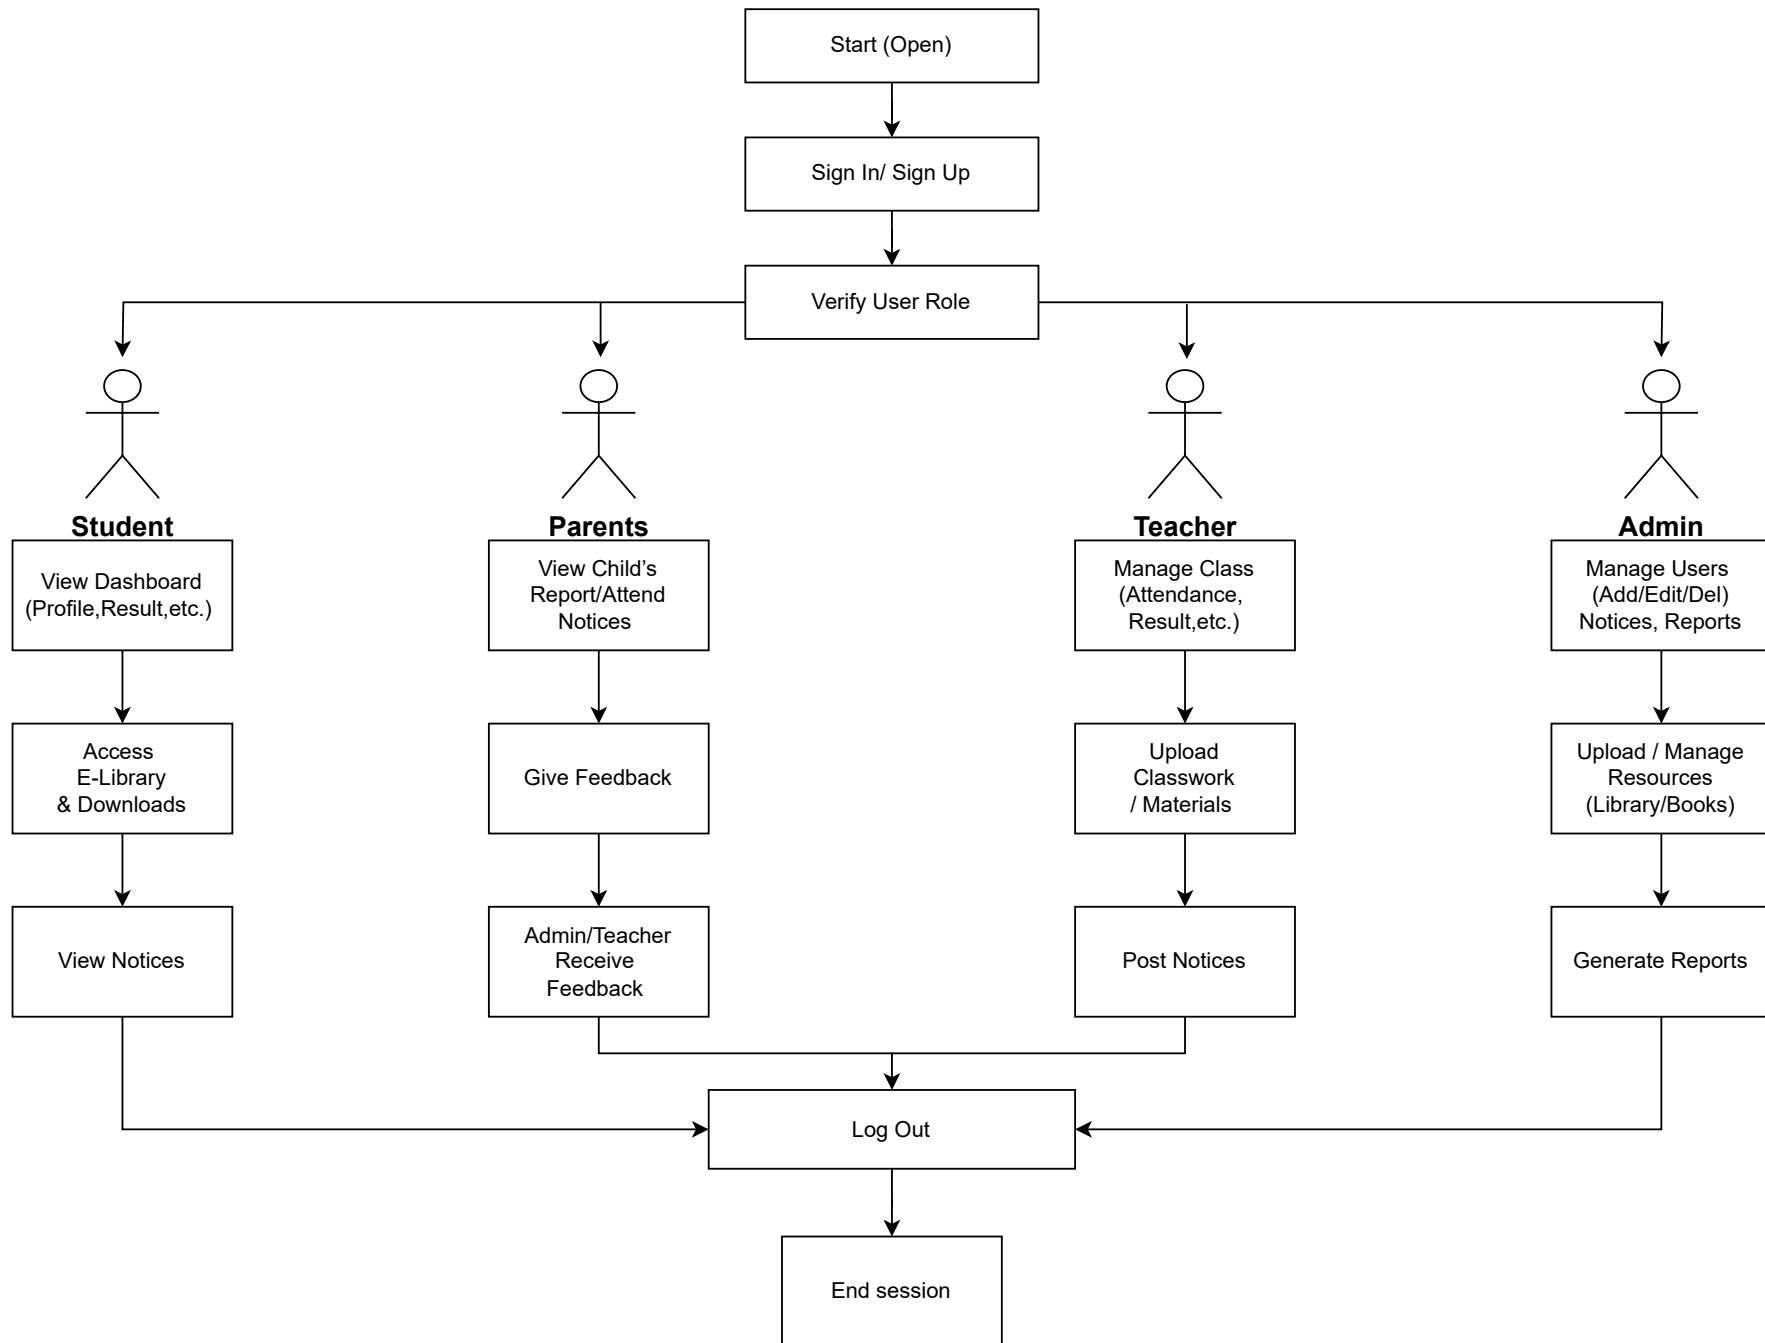 Start (Open)
Sign In/ Sign Up
Verify User Role
Student
View Dashboard
(Profile,Result,etc.)
Access
E-Library
& Downloads
View Notices
Parents
View Child’s
Report/Attend
Notices
Give Feedback
Admin/Teacher
Receive
Feedback
Teacher
Manage Class
(Attendance,
Result,etc.)
Upload
Classwork
/ Materials
Post Notices
Admin
Manage Users
(Add/Edit/Del)
Notices, Reports
Upload / Manage
Resources
(Library/Books)
Generate Reports
Log Out
End session